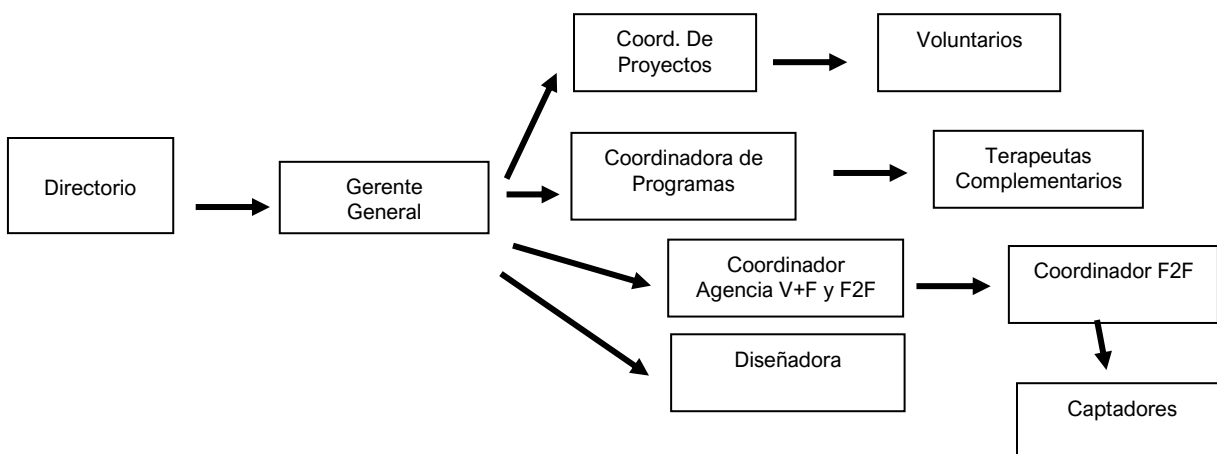 Coord. De
Proyectos
Voluntarios
Directorio
Gerente
General
Coordinadora de
Programas
Terapeutas
Complementarios
Coordinador
Agencia V+F y F2F
Coordinador F2F
Diseñadora
Captadores